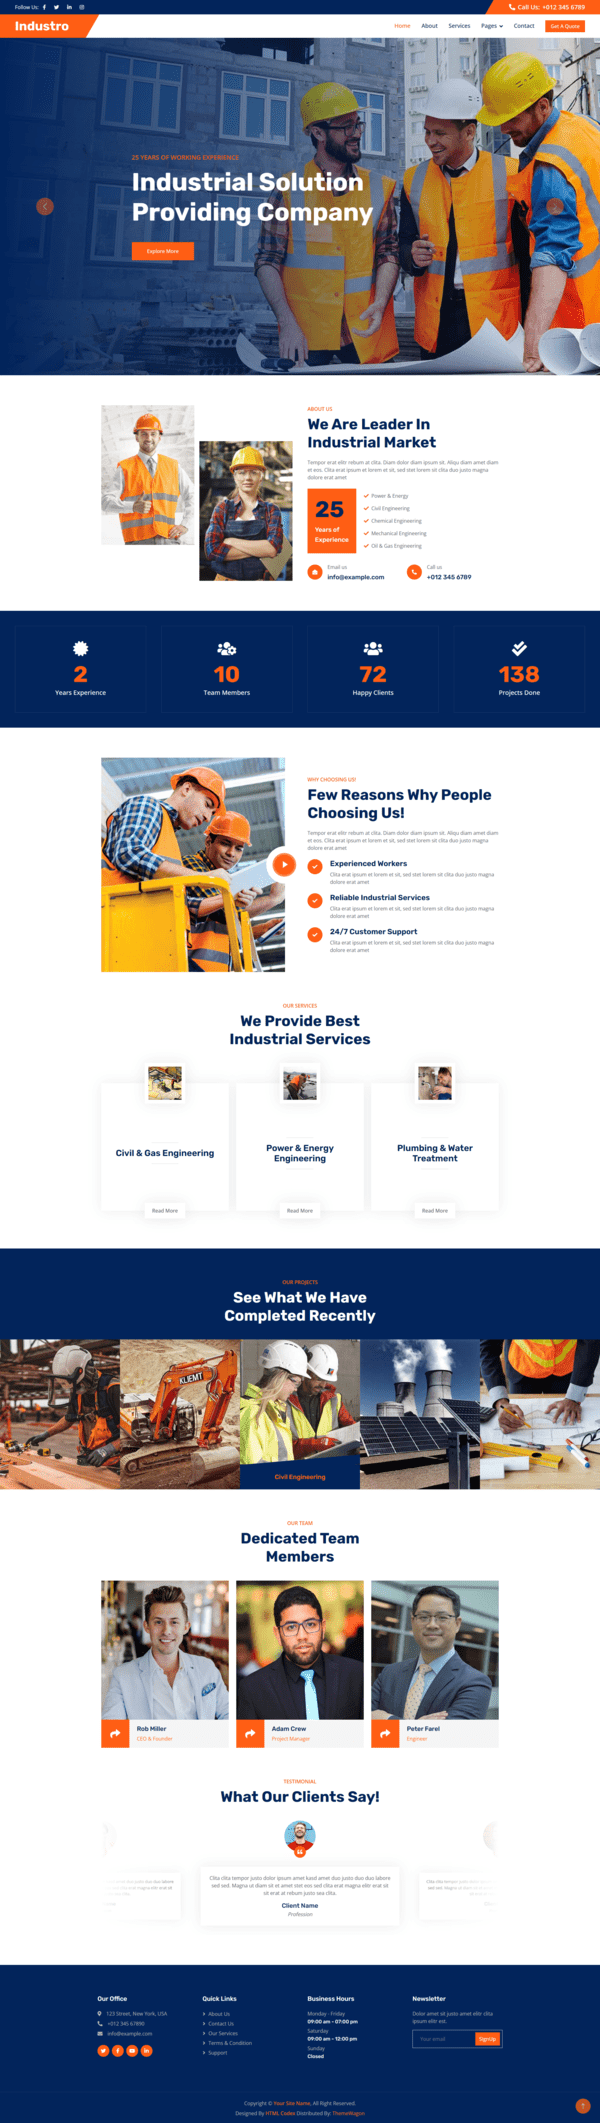 Follow Us:
Call Us: +012 345 6789
Industro
Home About Services Pages Contact Get A Quote
25 YEARS OF WORKING EXPERIENCE
Industrial Solution
Providing Company
Explore More
ABOUT US
We Are Leader In
Industrial Market
Tempor erat elitr rebum at clita. Diam dolor diam ipsum sit. Aliqu diam amet diam
et eos. Clita erat ipsum et lorem et sit, sed stet lorem sit clita duo justo magna
dolore erat amet
25
Years of
Experience
Power & Energy
Civil Engineering
Chemical Engineering
Mechanical Engineering
Oil & Gas Engineering
Email us
info@example.com
Call us
+012 345 6789
2
Years Experience
10
Team Members
72
Happy Clients
138
Projects Done
WHY CHOOSING US!
Few Reasons Why People
Choosing Us!
Tempor erat elitr rebum at clita. Diam dolor diam ipsum sit. Aliqu diam amet diam
et eos. Clita erat ipsum et lorem et sit, sed stet lorem sit clita duo justo magna
dolore erat amet
Experienced Workers
Clita erat ipsum et lorem et sit, sed stet lorem sit clita duo justo magna
dolore erat amet
Reliable Industrial Services
Clita erat ipsum et lorem et sit, sed stet lorem sit clita duo justo magna
dolore erat amet
24/7 Customer Support
Clita erat ipsum et lorem et sit, sed stet lorem sit clita duo justo magna
dolore erat amet
OUR SERVICES
We Provide Best
Industrial Services
Civil & Gas Engineering
Read More
Power & Energy
Engineering
Read More
Plumbing & Water
Treatment
Read More
OUR PROJECTS
See What We Have
Completed Recently
KLIEMT
Civil Engineering
OUR TEAM
Dedicated Team
Members
Rob Miller
CEO & Founder
Adam Crew
Project Manager
Peter Farel
Engineer
TESTIMONIAL
What Our Clients Say!
Clita clita tempor justo dolor ipsum amet kasd amet duo justo duo duo labore
sed sed. Magna ut diam sit et amet stet eos sed clita erat magna elitr erat sit
sit erat at rebum justo sea clita.
Client Name
Profession
Our Office
123 Street, New York, USA
+012 345 67890
info@example.com
Quick Links
About Us
Contact Us
Our Services
Terms & Condition
Support
Business Hours
Monday - Friday
09:00 am - 07:00 pm
Saturday
09:00 am - 12:00 pm
Sunday
Closed
Newsletter
Dolor amet sit justo amet elitr clita
ipsum elitr est.
Your email
SignUp
Copyright © Your Site Name, All Right Reserved.
Designed By HTML Codex Distributed By: ThemeWagon